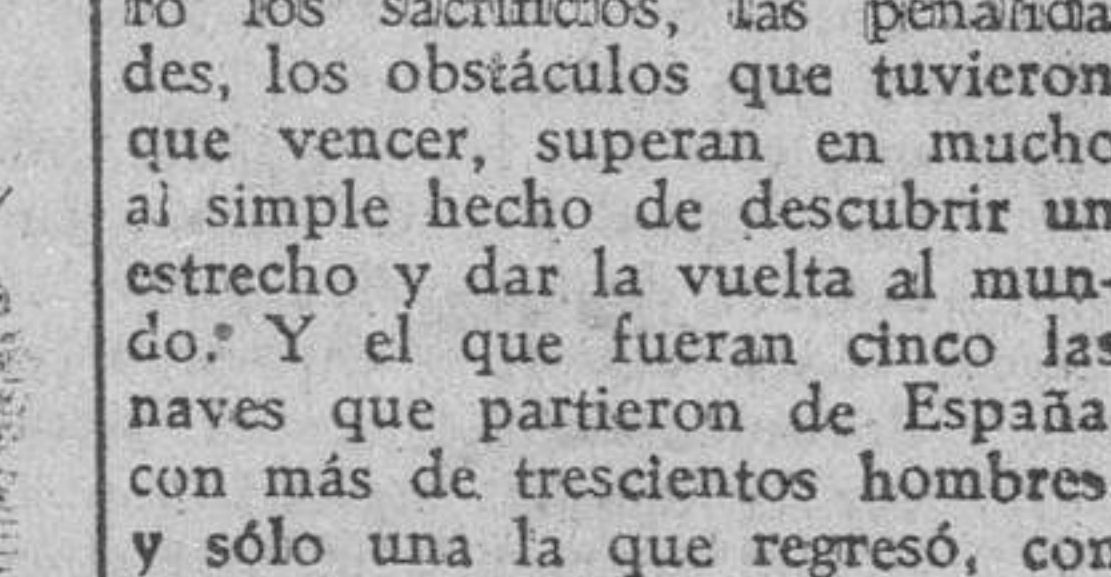 ro los sacrificios, las penalida
des, los obstáculos que tuvieron
que vencer, superan en mucho
al simple hecho de descubrir un
estrecho y dar la vuelta al mun-
do. Y el que fueran cinco las
naves que partieron de España
con más de trescientos hombres
y sólo una la que regresó, con